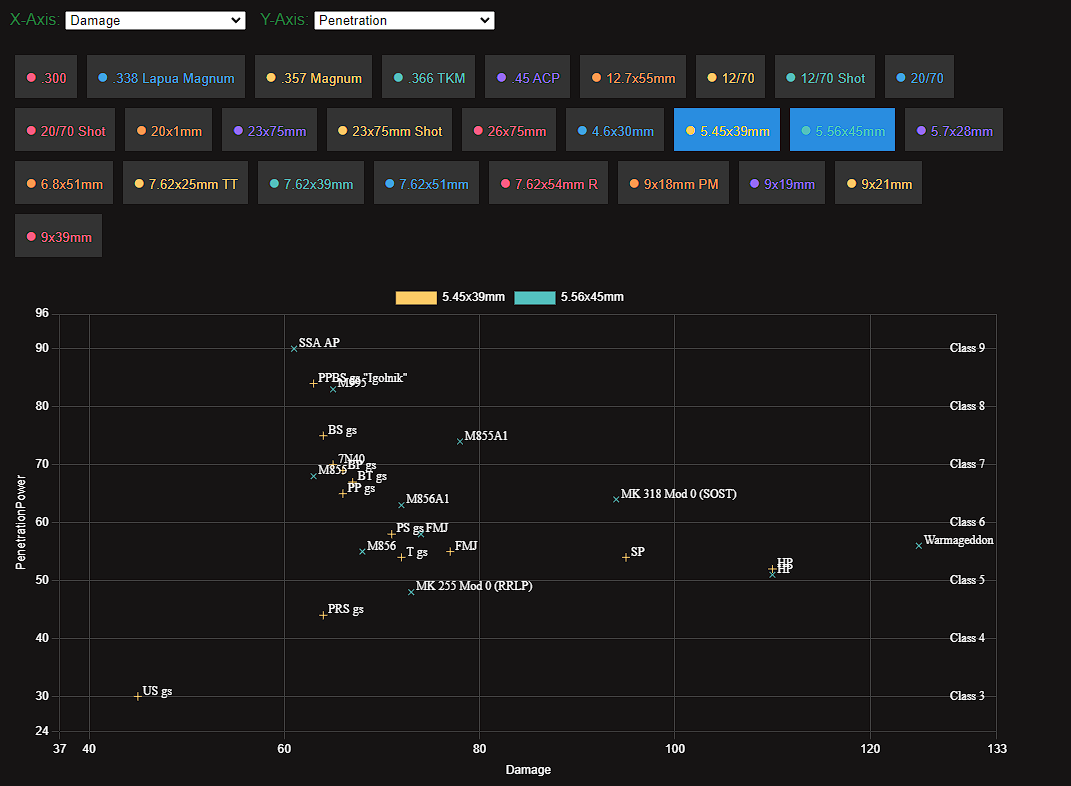 X-Axis: Damage Y-Axis: Penetration
.300 .338 Lapua Magnum .357 Magnum .366 TKM .45 ACP 12.7x55mm 12/70 12/70 Shot 20/70
20/70 Shot 20x1mm 23x75mm 23x75mm Shot 26x75mm 4.6x30mm 5.45x39mm 5.56x45mm 5.7x28mm
6.8x51mm 7.62x25mm TT 7.62x39mm 7.62x51mm 7.62x54mm R 9x18mm PM 9x19mm 9x21mm
9x39mm
5.45x39mm 5.56x45mm
96
SSA AP
90 Class 9
PPBS gs "Igolnik"
M995
80 Class 8
BS gs
M855A1
7N40
70 Class 7
BP gs
M855
BT gs
PP gs
MK 318 Mod 0 (SOST)
M856A1
60 Class 6
PS gs FMJ
Warmageddon
M856 FMJ
T gs SP
HP
HP
50 Class 5
MK 255 Mod 0 (RRLP)
PRS gs
40 Class 4
US gs
30 Class 3
24
PenetrationPower
37 40 60 80 100 120 133
Damage